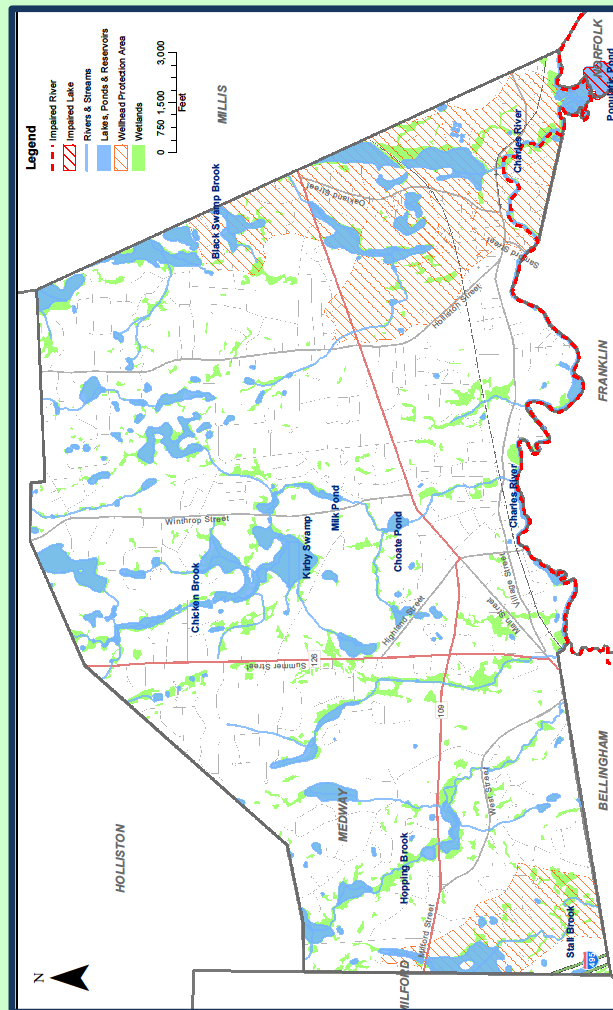 Legend
Impaired River
Impaired Lake
Rivers & Streams
Lakes, Ponds & Reservoirs
Wellhead Protection Area
Wetlands
0 750 1,500 3,000
Feet
N
HOLLISTON
MILLIS
NORFOLK
FRANKLIN
BELLINGHAM
MEDWAY
MILFORD
Black Swamp Brook
Oakland Street
Charles River
Populatic Pond
Sanford Street
Holliston Street
Winthrop Street
Chicken Brook
Kirby Swamp
Milk Pond
Choate Pond
Charles River
Village Street
Main Street
Highland Street
Summer Street
126
109
West Street
Hopping Brook
Milford Street
Stall Brook
495